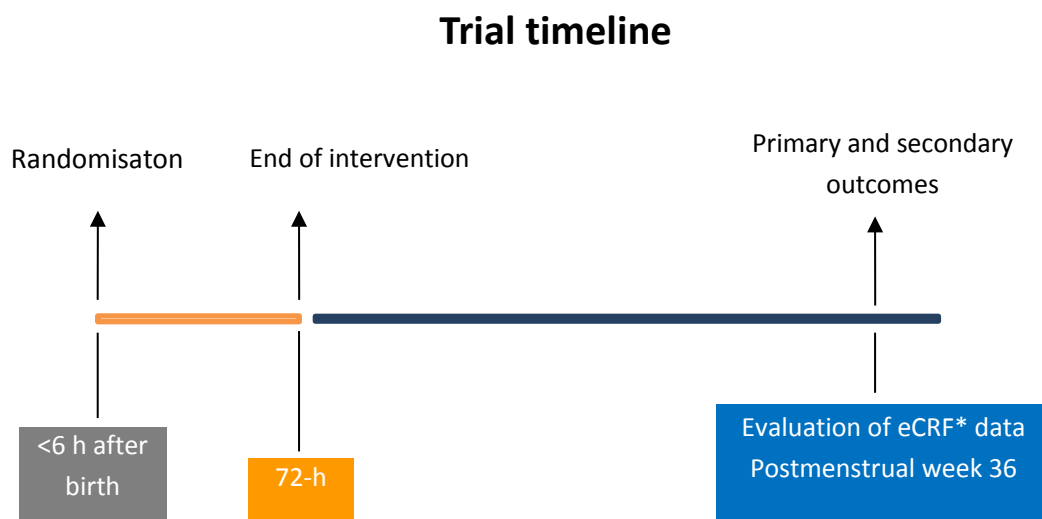 Trial timeline
Randomisaton
End of intervention
Primary and secondary
outcomes
<6 h after
birth
72-h
Evaluation of eCRF* data
Postmenstrual week 36